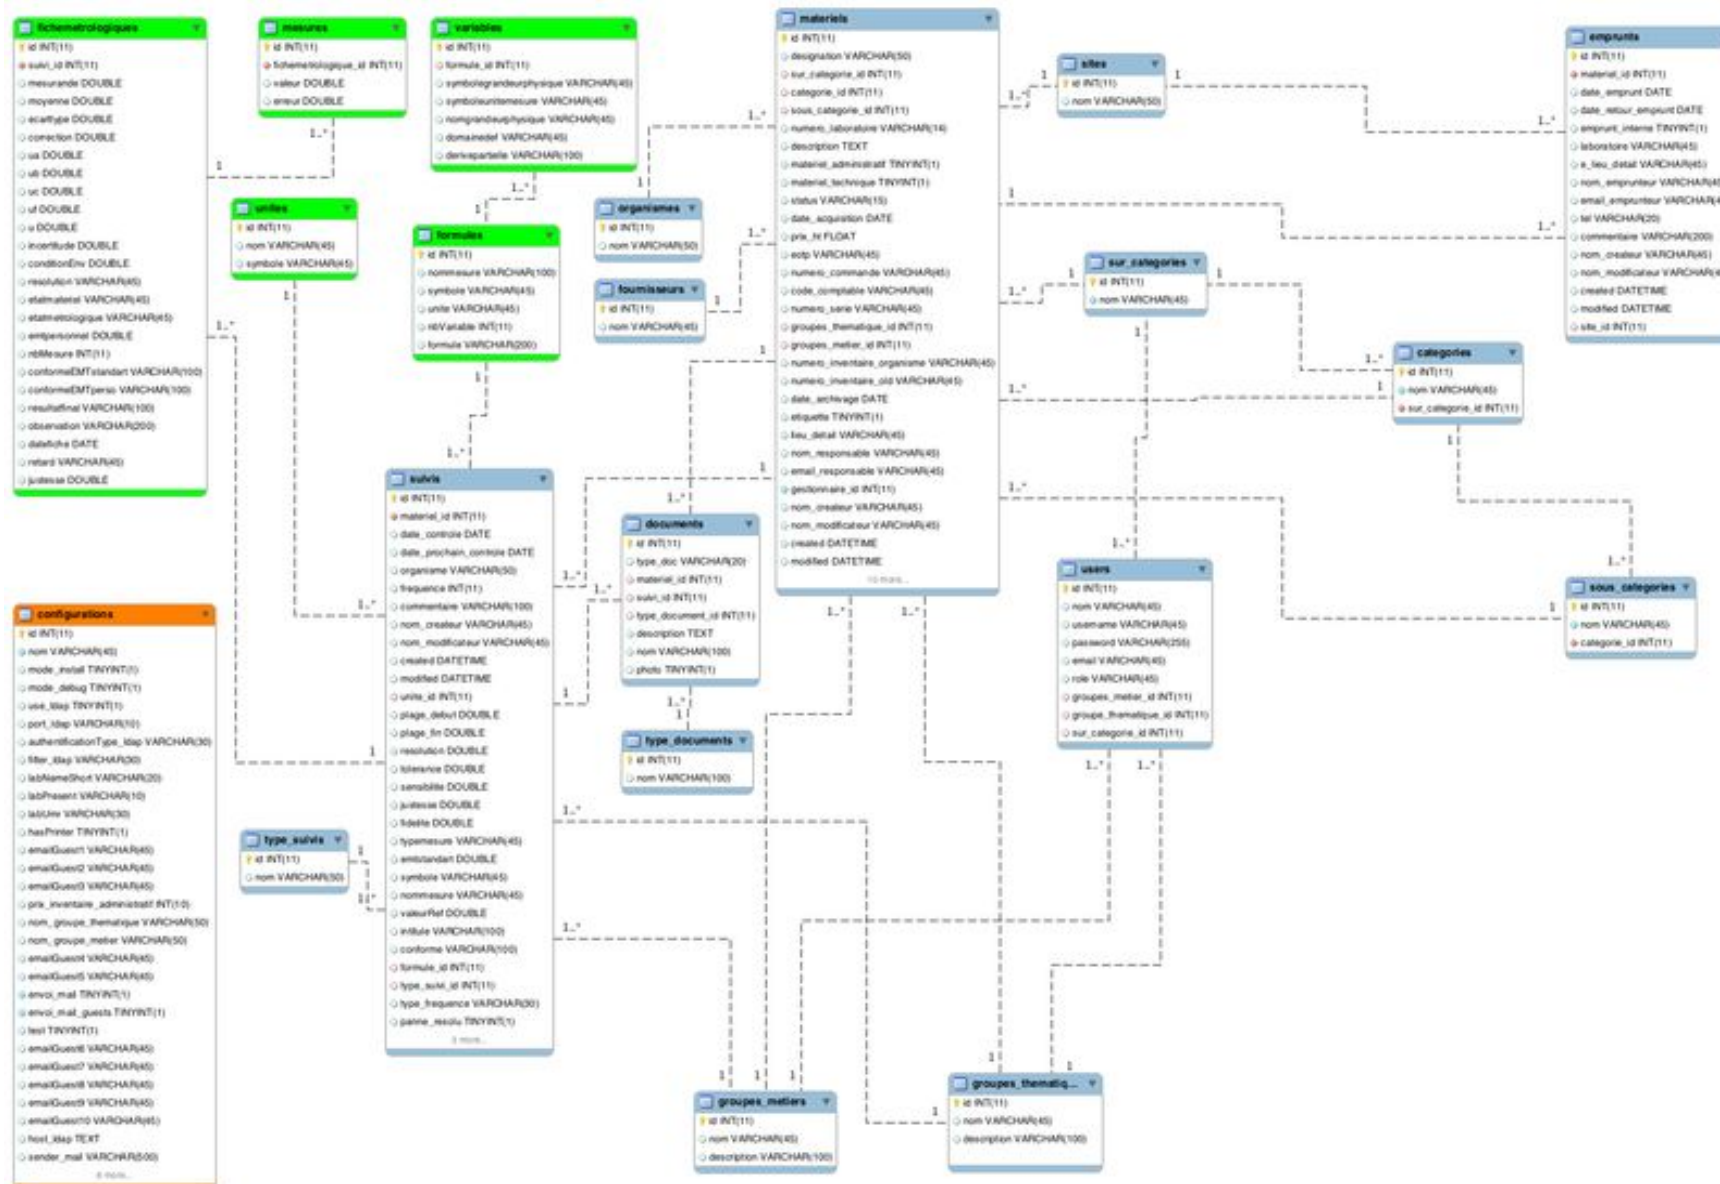 fichemetrologiques
id INT(11)
suivi_id INT(11)
mesurande DOUBLE
moyenne DOUBLE
ecarttype DOUBLE
correction DOUBLE
ua DOUBLE
ub DOUBLE
uc DOUBLE
uf DOUBLE
u DOUBLE
incertitude DOUBLE
conditionEnv DOUBLE
resolution VARCHAR(45)
etatmateriel VARCHAR(45)
etatmetrologique VARCHAR(45)
emtpersonnel DOUBLE
nbMesure INT(11)
conformeEMTstandart VARCHAR(100)
conformeEMTperso VARCHAR(100)
resultatfinal VARCHAR(100)
observation VARCHAR(200)
datefiche DATE
retard VARCHAR(45)
justesse DOUBLE
mesures
id INT(11)
fichemetrologique_id INT(11)
valeur DOUBLE
erreur DOUBLE
variables
id INT(11)
formule_id INT(11)
symbolegrandeurphysique VARCHAR(45)
symboleunitemesure VARCHAR(45)
nomgrandeurphysique VARCHAR(45)
domainedef VARCHAR(45)
deriveepartielle VARCHAR(100)
unites
id INT(11)
nom VARCHAR(45)
symbole VARCHAR(45)
formules
id INT(11)
nommesure VARCHAR(100)
symbole VARCHAR(45)
unite VARCHAR(45)
nbVariable INT(11)
formule VARCHAR(200)
organismes
id INT(11)
nom VARCHAR(50)
fournisseurs
id INT(11)
nom VARCHAR(45)
materiels
id INT(11)
designation VARCHAR(50)
sur_categorie_id INT(11)
categorie_id INT(11)
sous_categorie_id INT(11)
numero_laboratoire VARCHAR(14)
description TEXT
materiel_administratif TINYINT(1)
materiel_technique TINYINT(1)
status VARCHAR(15)
date_acquisition DATE
prix_ht FLOAT
eotp VARCHAR(45)
numero_commande VARCHAR(45)
code_comptable VARCHAR(45)
numero_serie VARCHAR(45)
groupes_thematique_id INT(11)
groupes_metier_id INT(11)
numero_inventaire_organisme VARCHAR(45)
numero_inventaire_old VARCHAR(45)
date_archivage DATE
etiquette TINYINT(1)
lieu_detail VARCHAR(45)
nom_responsable VARCHAR(45)
email_responsable VARCHAR(45)
gestionnaire_id INT(11)
nom_createur VARCHAR(45)
nom_modificateur VARCHAR(45)
created DATETIME
modified DATETIME
10 more...
sites
id INT(11)
nom VARCHAR(50)
emprunts
id INT(11)
materiel_id INT(11)
date_emprunt DATE
date_retour_emprunt DATE
emprunt_interne TINYINT(1)
laboratoire VARCHAR(45)
e_lieu_detail VARCHAR(45)
nom_emprunteur VARCHAR(45
email_emprunteur VARCHAR(4
tel VARCHAR(20)
commentaire VARCHAR(200)
nom_createur VARCHAR(45)
nom_modificateur VARCHAR(4
created DATETIME
modified DATETIME
site_id INT(11)
sur_categories
id INT(11)
nom VARCHAR(45)
categories
id INT(11)
nom VARCHAR(45)
sur_categorie_id INT(11)
sous_categories
id INT(11)
nom VARCHAR(45)
categorie_id INT(11)
users
id INT(11)
nom VARCHAR(45)
username VARCHAR(45)
password VARCHAR(255)
email VARCHAR(45)
role VARCHAR(45)
groupes_metier_id INT(11)
groupe_thematique_id INT(11)
sur_categorie_id INT(11)
suivis
id INT(11)
materiel_id INT(11)
date_controle DATE
date_prochain_controle DATE
organisme VARCHAR(50)
frequence INT(11)
commentaire VARCHAR(100)
nom_createur VARCHAR(45)
nom_modificateur VARCHAR(45)
created DATETIME
modified DATETIME
unite_id INT(11)
plage_debut DOUBLE
plage_fin DOUBLE
resolution DOUBLE
tolerance DOUBLE
sensibilite DOUBLE
justesse DOUBLE
fidelite DOUBLE
typemesure VARCHAR(45)
emtstandart DOUBLE
symbole VARCHAR(45)
nommesure VARCHAR(45)
valeurRef DOUBLE
intitule VARCHAR(100)
conforme VARCHAR(100)
formule_id INT(11)
type_suivi_id INT(11)
type_frequence VARCHAR(30)
panne_resolu TINYINT(1)
documents
id INT(11)
type_doc VARCHAR(20)
materiel_id INT(11)
suivi_id INT(11)
type_document_id INT(11)
description TEXT
nom VARCHAR(100)
photo TINYINT(1)
type_documents
id INT(11)
nom VARCHAR(100)
configurations
id INT(11)
nom VARCHAR(45)
mode_install TINYINT(1)
mode_debug TINYINT(1)
use_ldap TINYINT(1)
port_ldap VARCHAR(10)
authentificationType_ldap VARCHAR(30)
filter_ldap VARCHAR(30)
labNameShort VARCHAR(20)
labPresent VARCHAR(10)
labUmr VARCHAR(30)
hasPrinter TINYINT(1)
emailGuest1 VARCHAR(45)
emailGuest2 VARCHAR(45)
emailGuest3 VARCHAR(45)
prix_inventaire_administratif INT(10)
nom_groupe_thematique VARCHAR(50)
nom_groupe_metier VARCHAR(50)
emailGuest4 VARCHAR(45)
emailGuest5 VARCHAR(45)
envoi_mail TINYINT(1)
envoi_mail_guests TINYINT(1)
test TINYINT(1)
emailGuest6 VARCHAR(45)
emailGuest7 VARCHAR(45)
emailGuest8 VARCHAR(45)
emailGuest9 VARCHAR(45)
emailGuest10 VARCHAR(45)
host_ldap TEXT
sender_mail VARCHAR(500)
type_suivis
id INT(11)
nom VARCHAR(50)
groupes_metiers
id INT(11)
nom VARCHAR(45)
description VARCHAR(100)
groupes_thematiq...
id INT(11)
nom VARCHAR(45)
description VARCHAR(100)